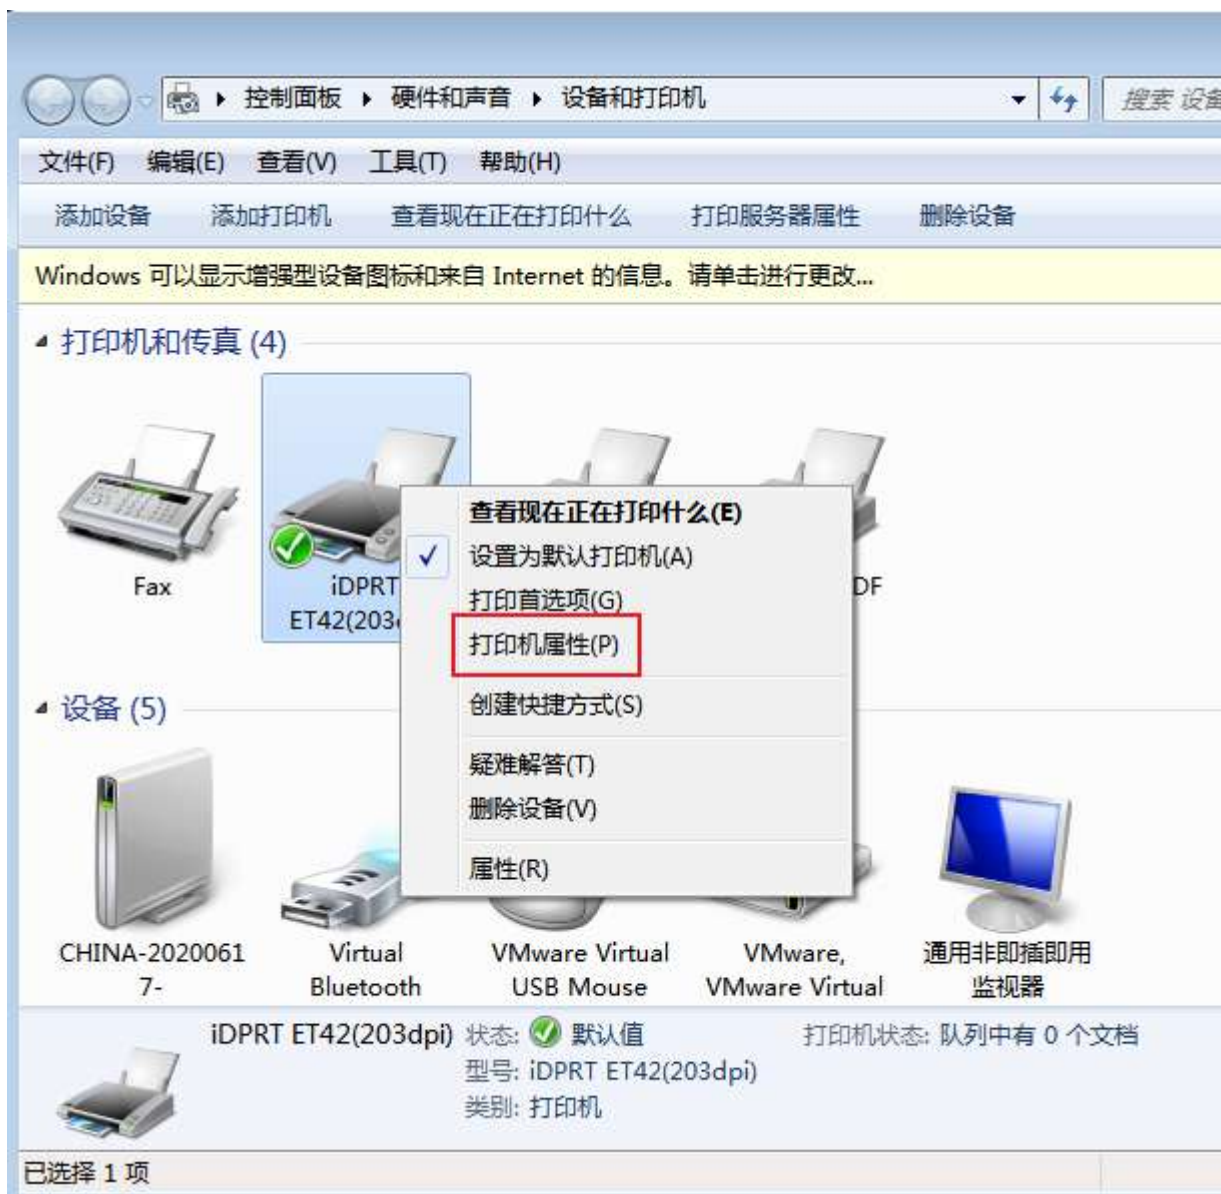 控制面板 硬件和声音 设备和打印机 搜索 设备
文件(F) 编辑(E) 查看(V) 工具(T) 帮助(H)
添加设备 添加打印机 查看现在正在打印什么 打印服务器属性 删除设备
Windows 可以显示增强型设备图标和来自 Internet 的信息。请单击进行更改...
打印机和传真 (4)
Fax
iDPRT
ET42(203
DF
查看现在正在打印什么(E)
设置为默认打印机(A)
打印首选项(G)
打印机属性(P)
创建快捷方式(S)
疑难解答(T)
删除设备(V)
属性(R)
设备 (5)
CHINA-2020061
7-
Virtual
Bluetooth
VMware Virtual
USB Mouse
VMware,
VMware Virtual
通用非即插即用
监视器
iDPRT ET42(203dpi) 状态: 默认值 打印机状态: 队列中有 0 个文档
型号: iDPRT ET42(203dpi)
类别: 打印机
已选择 1 项